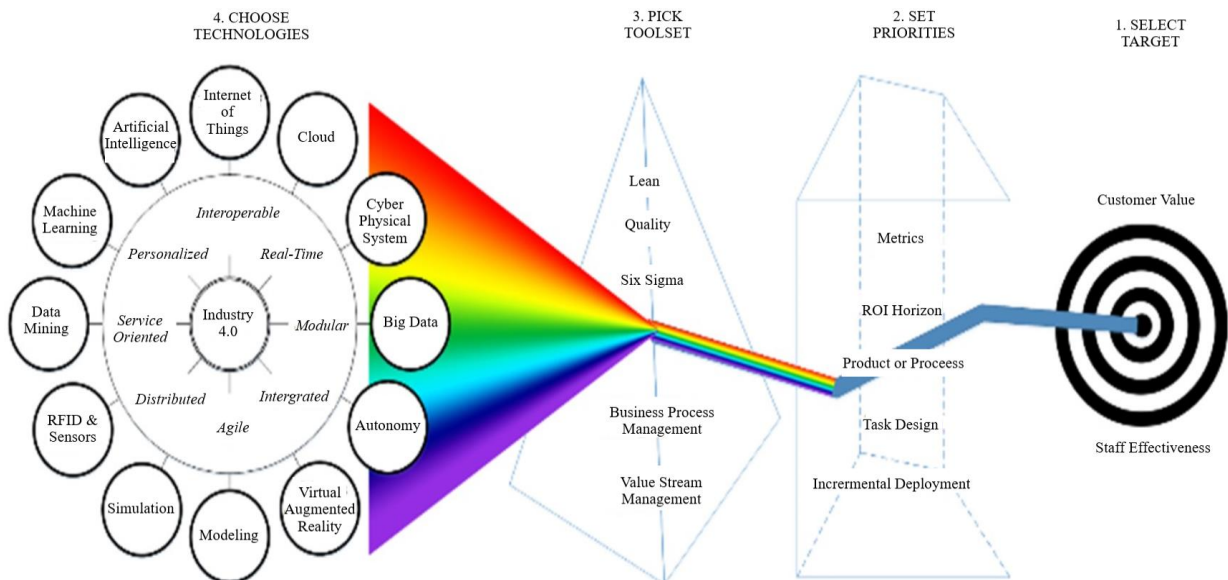 4. CHOOSE
TECHNOLOGIES
3. PICK
TOOLSET
2. SET
PRIORITIES
1. SELECT
TARGET
Internet
of
Things
Cloud
Cyber
Physical
System
Big Data
Autonomy
Virtual
Augmented
Reality
Modeling
Simulation
RFID &
Sensors
Data
Mining
Machine
Learning
Artificial
Intelligence
Interoperable
Personalized
Real-Time
Service
Oriented
Industry
4.0
Modular
Distributed
Intergrated
Agile
Lean
Quality
Six Sigma
Business Process
Management
Value Stream
Management
Metrics
ROI Horizon
Product or Proceess
Task Design
Incrermental Deployment
Customer Value
Staff Effectiveness